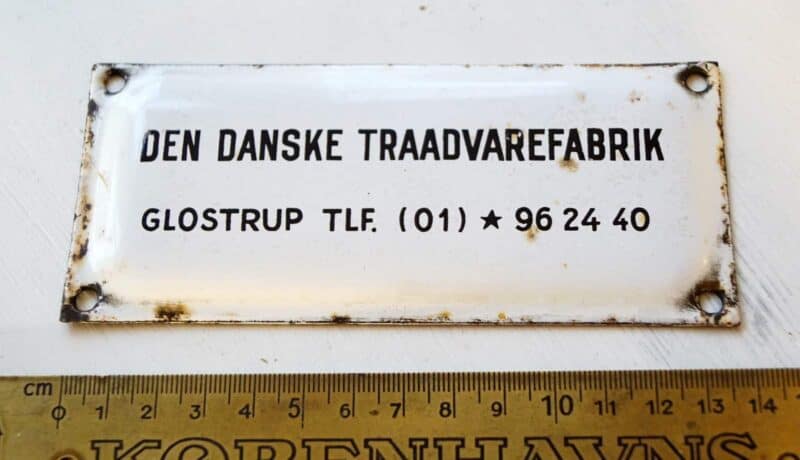 DEN DANSKE TRAADVAREFABRIK
GLOSTRUP TLF. (01) ★ 96 24 40
cm 0 1 2 3 4 5 6 7 8 9 10 11 12 13 14
KØBENHAVNS